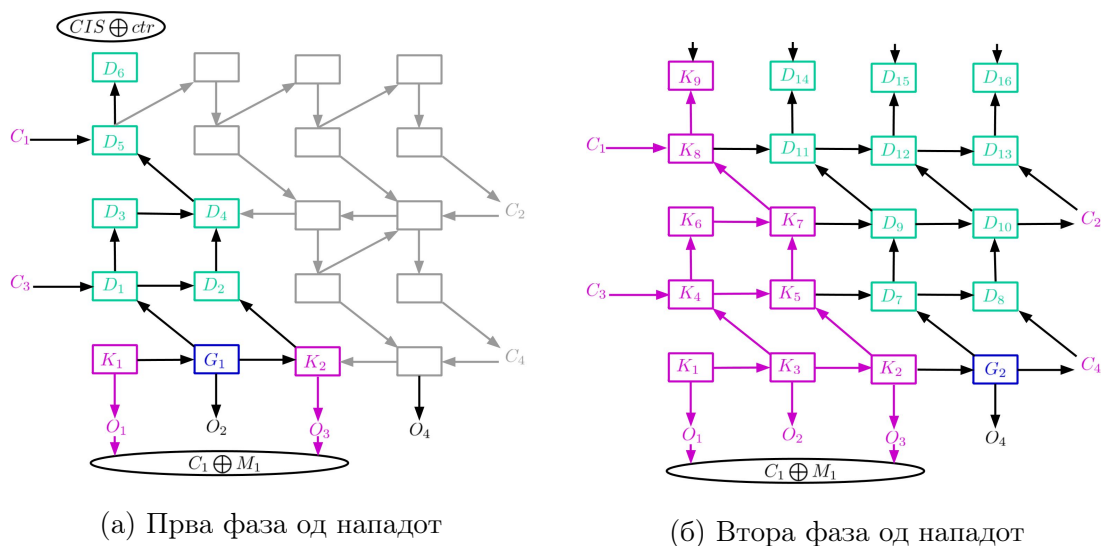 CIS ⊕ ctr
D₆
C₁ D₅
D₃ D₄ C₂
C₃ D₁ D₂
K₁ G₁ K₂ C₄
O₁ O₂ O₃ O₄
C₁ ⊕ M₁
(а) Прва фаза од нападот
K₉ D₁₄ D₁₅ D₁₆
C₁ K₈ D₁₁ D₁₂ D₁₃
K₆ K₇ D₉ D₁₀ C₂
C₃ K₄ K₅ D₇ D₈
K₁ K₃ K₂ G₂ C₄
O₁ O₂ O₃ O₄
C₁ ⊕ M₁
(б) Втора фаза од нападот